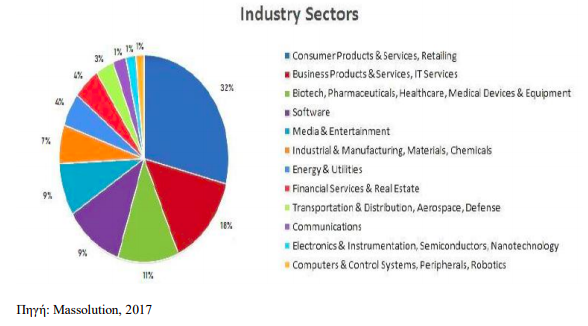 Industry Sectors
1%
1%
1%
3%
4%
4%
7%
9%
9%
11%
18%
32%
Consumer Products & Services, Retailing
Business Products & Services, IT Services
Biotech, Pharmaceuticals, Healthcare, Medical Devices & Equipment
Software
Media & Entertainment
Industrial & Manufacturing, Materials, Chemicals
Energy & Utilities
Financial Services & Real Estate
Transportation & Distribution, Aerospace, Defense
Communications
Electronics & Instrumentation, Semiconductors, Nanotechnology
Computers & Control Systems, Peripherals, Robotics
Πηγή: Massolution, 2017